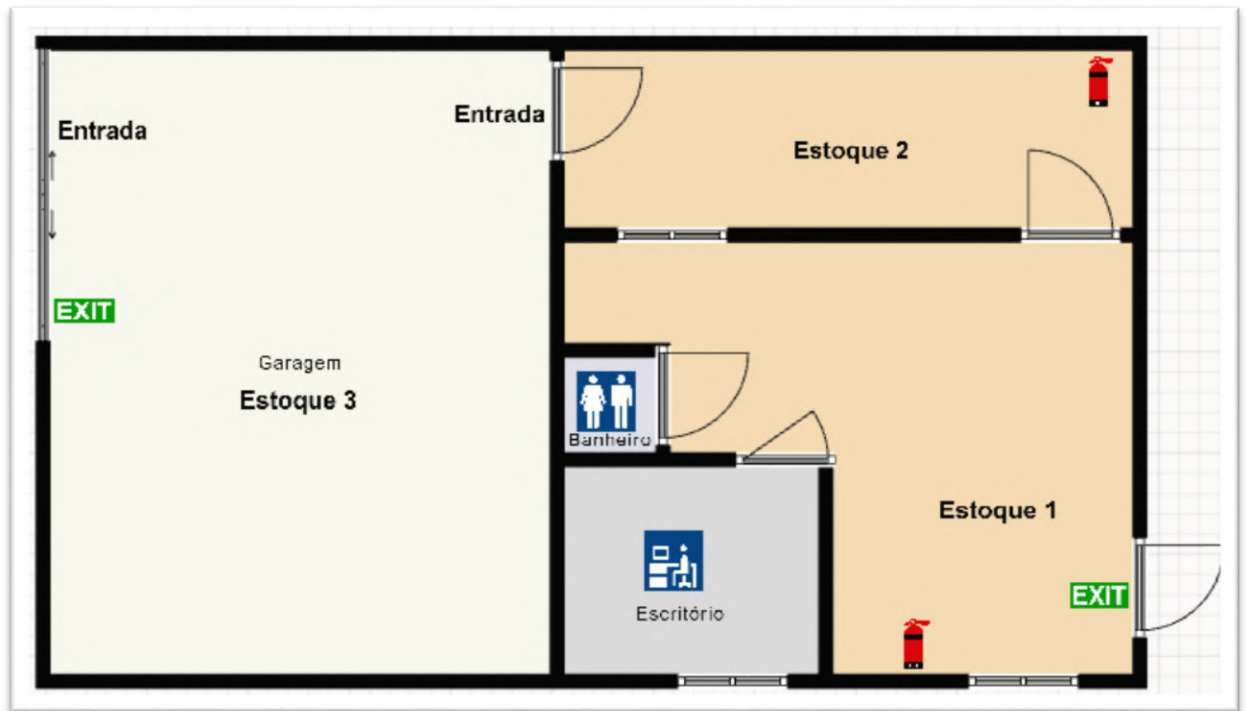 Entrada
Entrada
Estoque 2
EXIT
Garagem
Estoque 3
Banheiro
Estoque 1
EXIT
Escritório